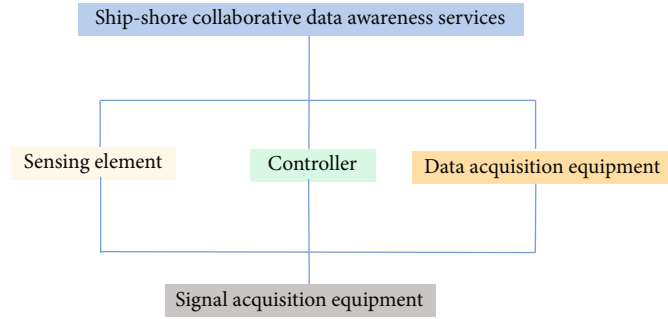 Ship-shore collaborative data awareness services
Sensing element
Controller
Data acquisition equipment
Signal acquisition equipment